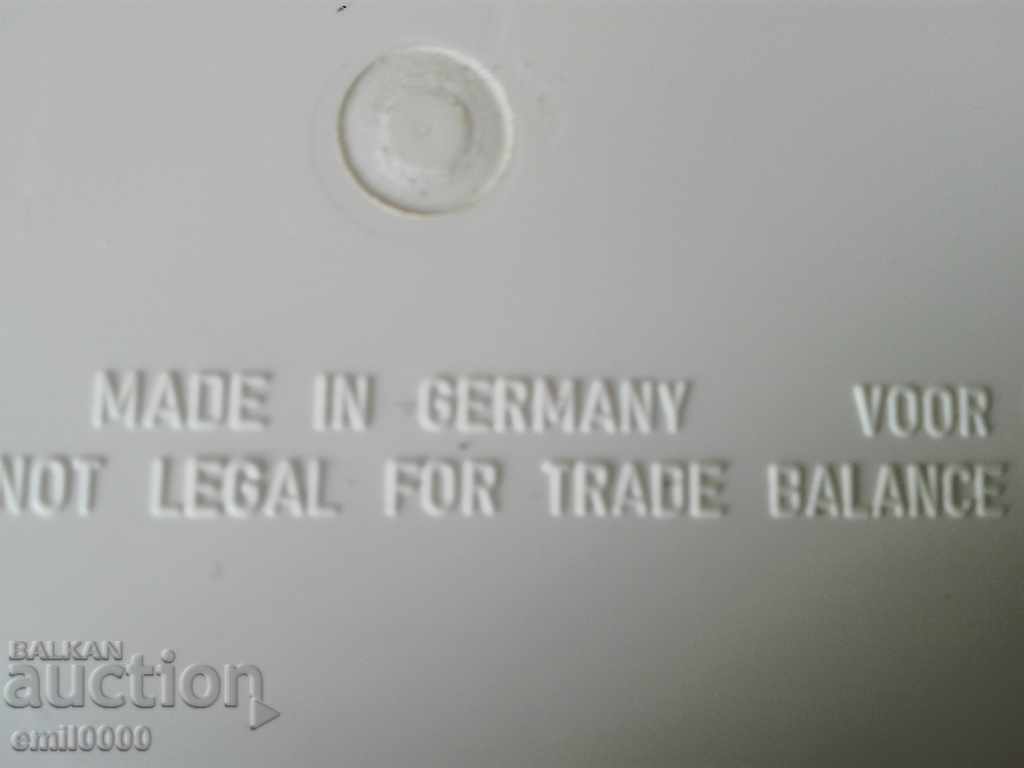 MADE IN GERMANY VOOR
NOT LEGAL FOR TRADE BALANCE
BALKAN
auction
emil0000